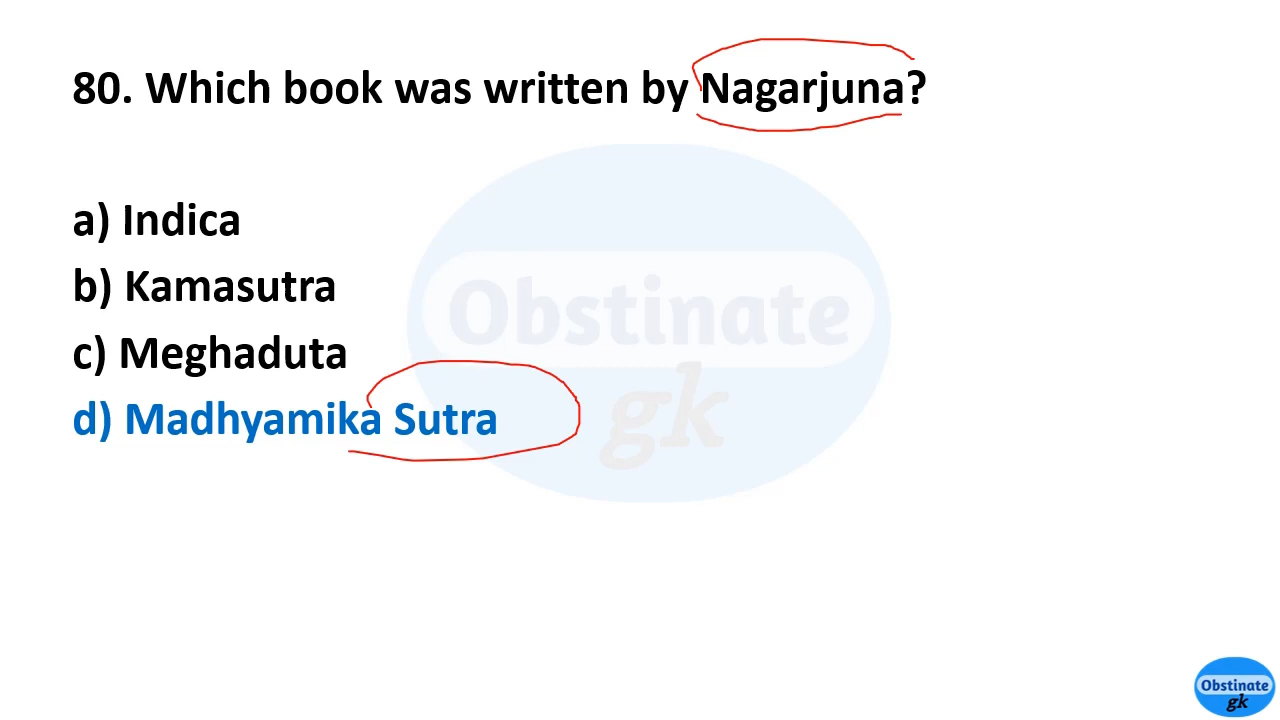 80. Which book was written by Nagarjuna?
a) Indica
b) Kamasutra
c) Meghaduta
d) Madhyamika Sutra
Obstinate
gk
Obstinate
gk